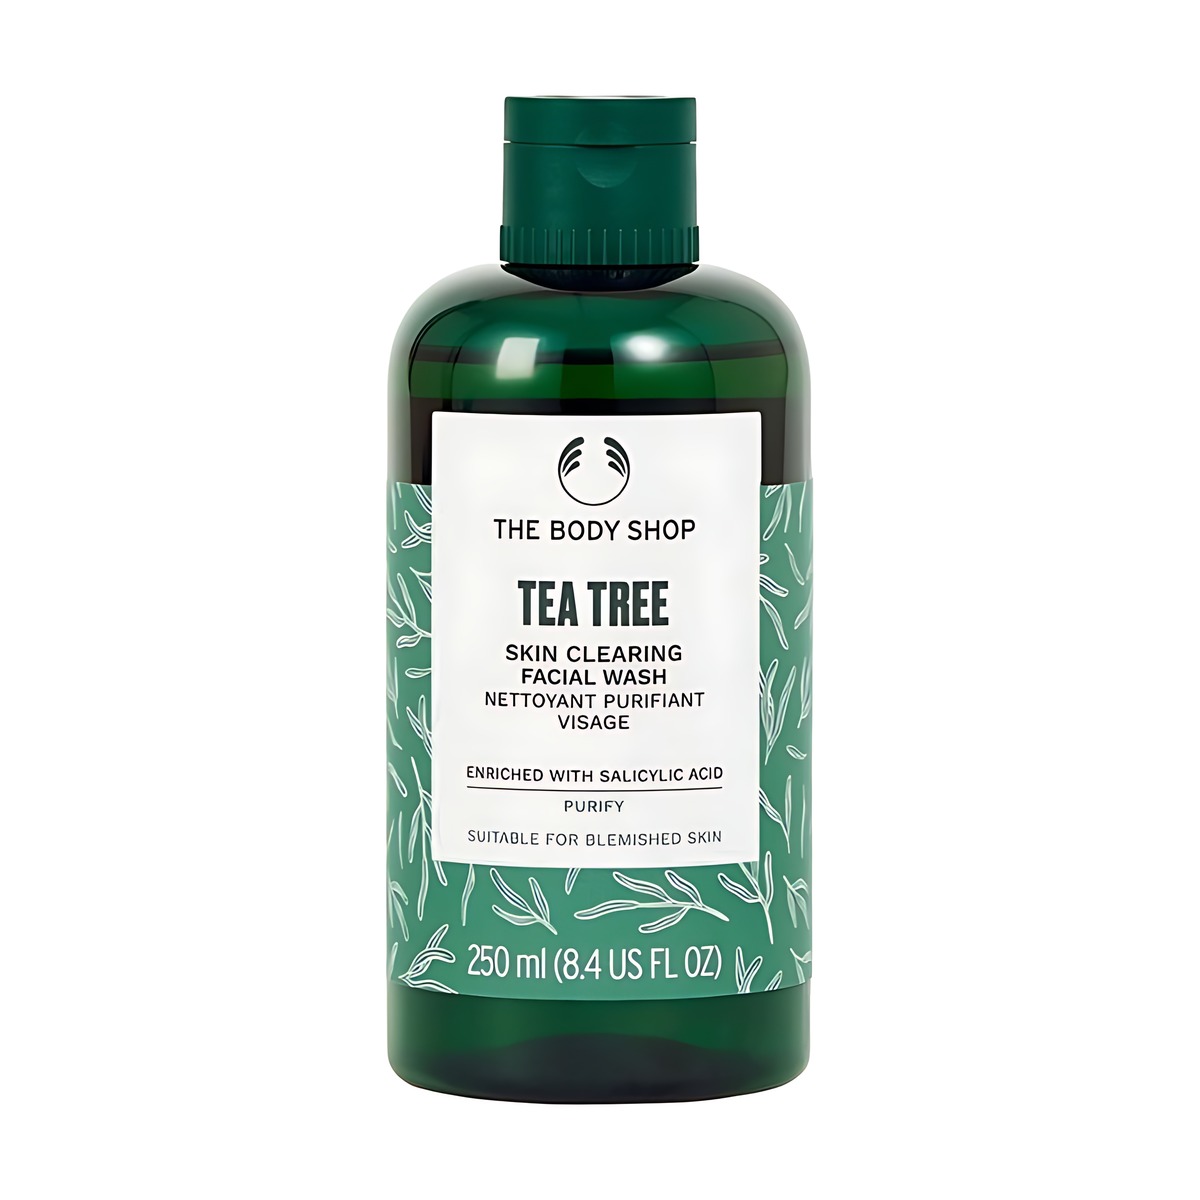 THE BODY SHOP
TEA TREE
SKIN CLEARING
FACIAL WASH
NETTOYANT PURIFIANT
VISAGE
ENRICHED WITH SALICYLIC ACID
PURIFY
SUITABLE FOR BLEMISHED SKIN
250 ml (8.4 US FL OZ)